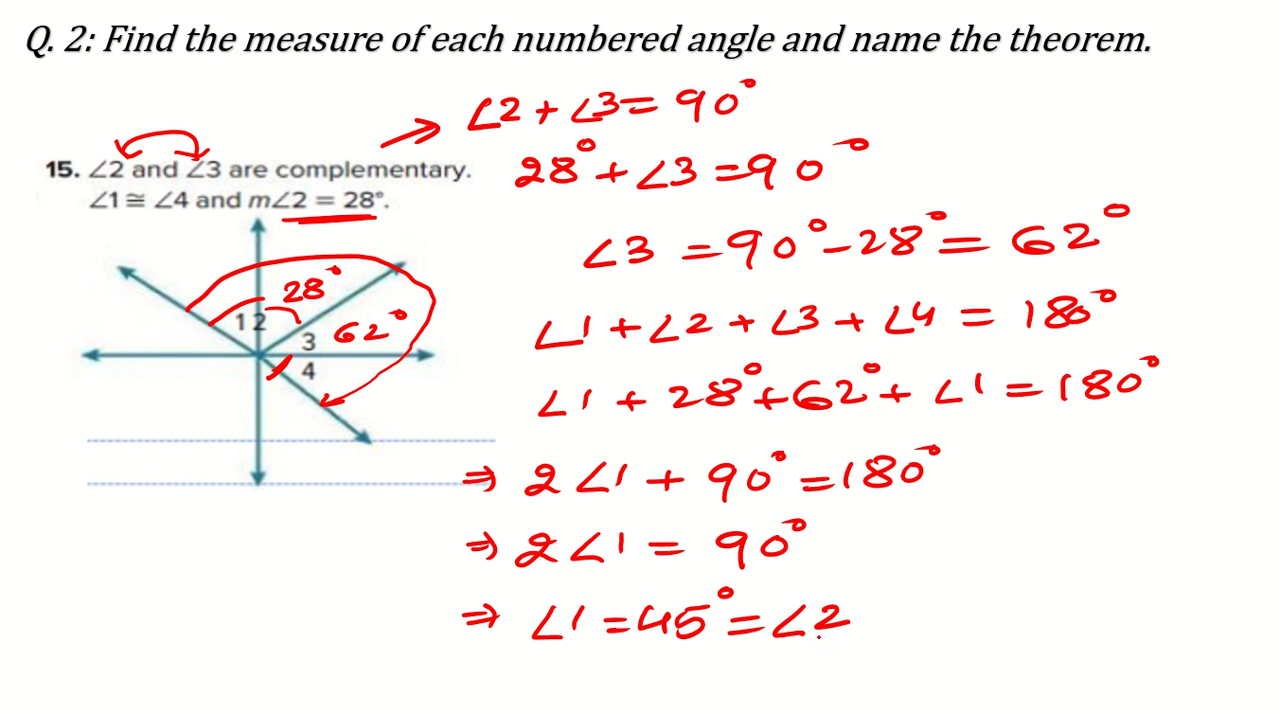 Q. 2: Find the measure of each numbered angle and name the theorem.
15. ∠2 and ∠3 are complementary.
∠1 ≅ ∠4 and m∠2 = 28°.
28°
1 2
62°
3
4
∠2 + ∠3 = 90°
28° + ∠3 = 90°
∠3 = 90° - 28° = 62°
∠1 + ∠2 + ∠3 + ∠4 = 180°
∠1 + 28° + 62° + ∠1 = 180°
⇒ 2∠1 + 90° = 180°
⇒ 2∠1 = 90°
⇒ ∠1 = 45° = ∠2